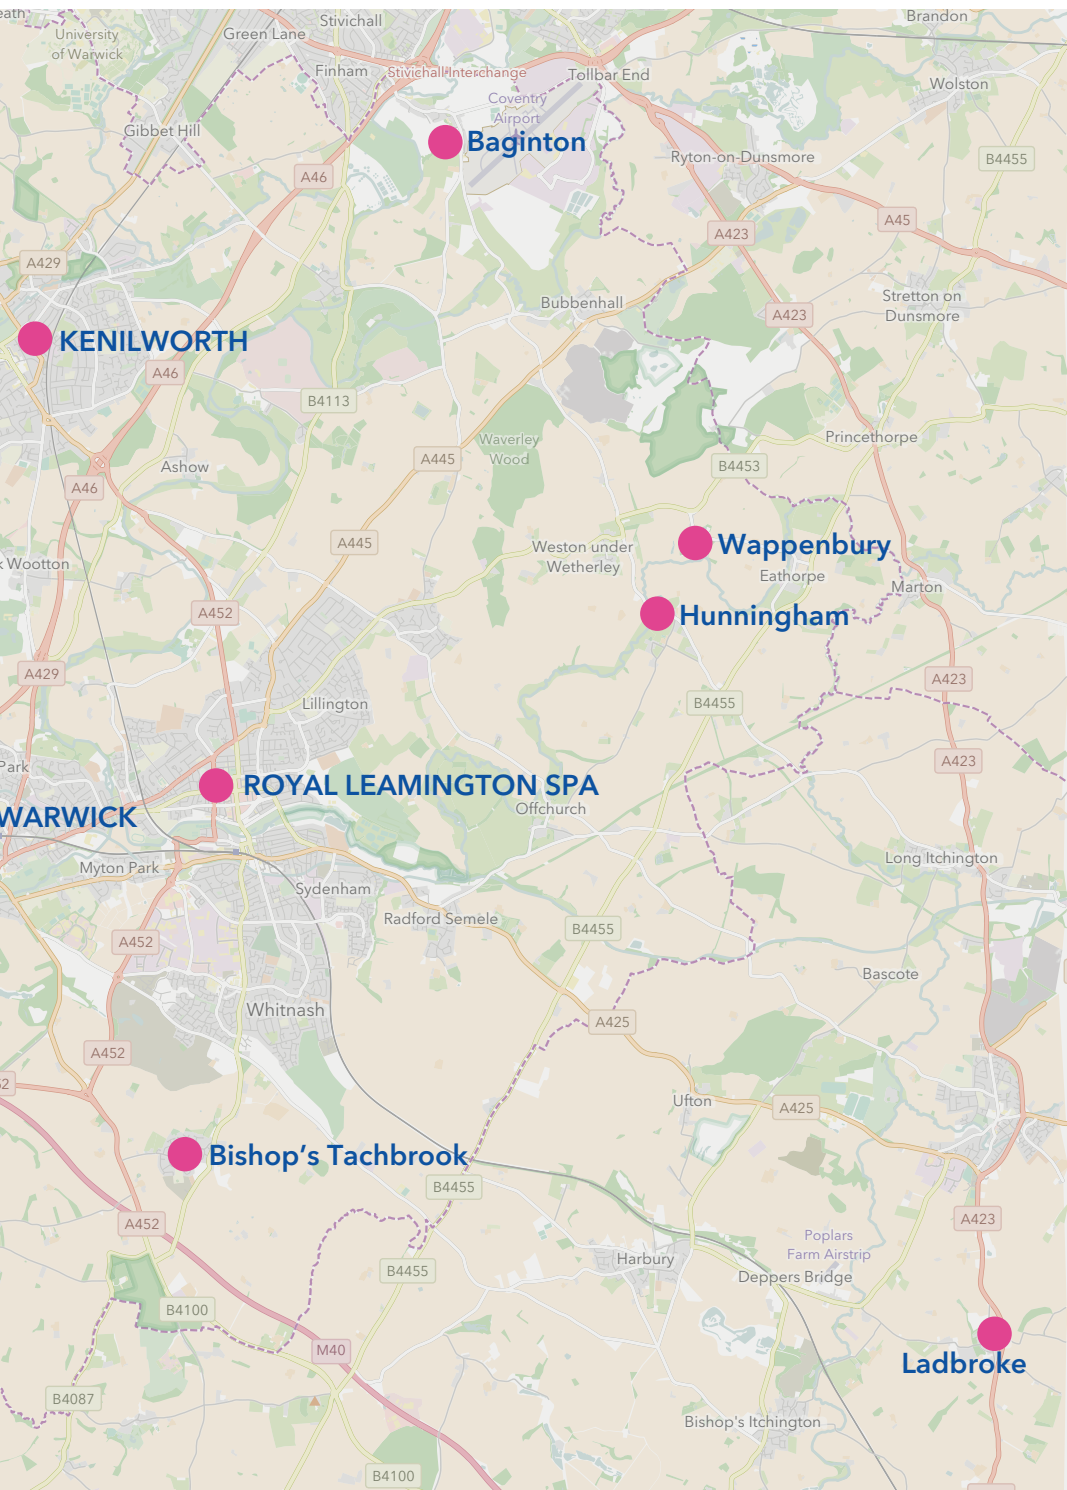 eath
Stivichall
Brandon
University
of Warwick
Green Lane
Finham
Stivichall Interchange
Tollbar End
Wolston
Coventry
Airport
Gibbet Hill
Baginton
Ryton-on-Dunsmore
B4455
A46
A45
A423
A429
Bubbenhall
Stretton on
Dunsmore
A423
KENILWORTH
A46
B4113
Princethorpe
Waverley
Wood
A445
Ashow
B4453
A46
A445
Weston under
Wetherley
Wappenbury
Wootton
Eathorpe
Marton
A452
Hunningham
A429
A423
Lillington
B4455
A423
Park
ROYAL LEAMINGTON SPA
Offchurch
WARWICK
Myton Park
Long Itchington
Sydenham
Radford Semele
B4455
A452
Bascote
Whitnash
A425
A452
52
Ufton
A425
Bishop's Tachbrook
B4455
A452
A423
Poplars
Farm Airstrip
Harbury
B4455
Deppers Bridge
B4100
M40
Ladbroke
B4087
Bishop's Itchington
B4100